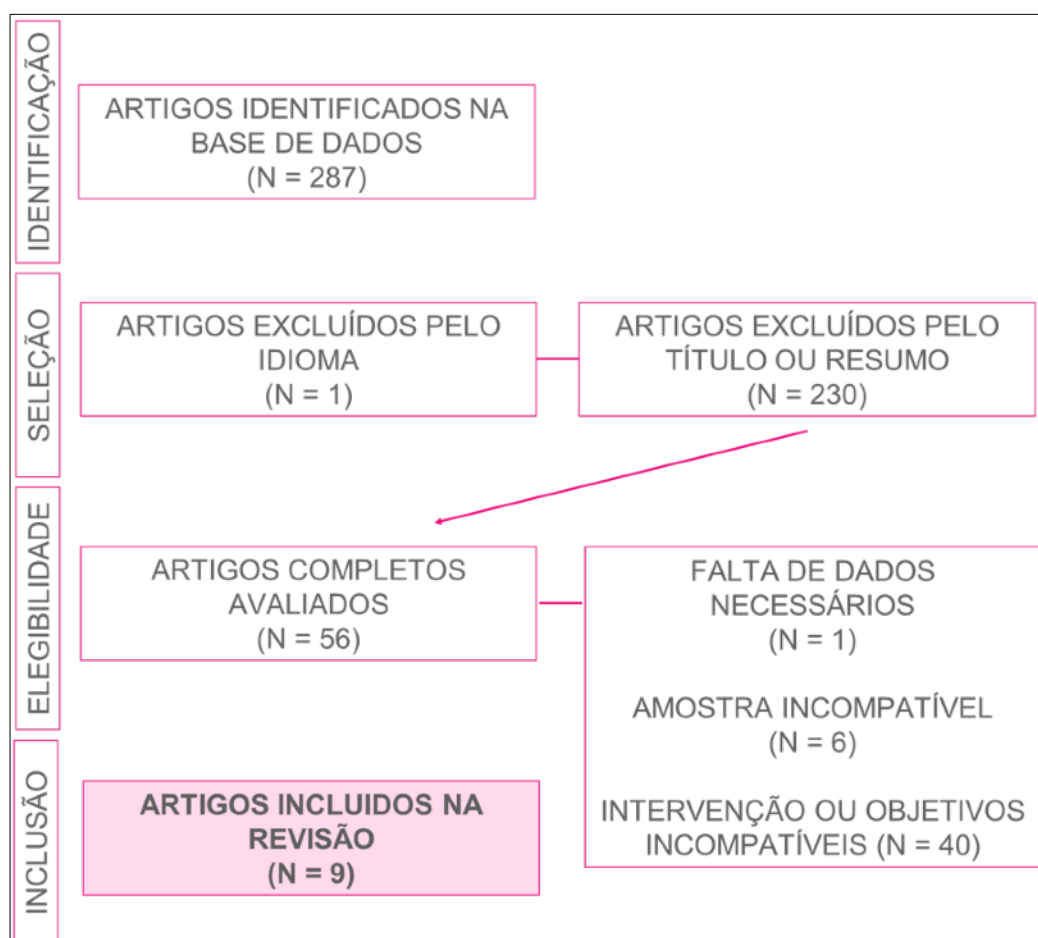 IDENTIFICAÇÃO
ARTIGOS IDENTIFICADOS NA
BASE DE DADOS
(N = 287)
SELEÇÃO
ARTIGOS EXCLUÍDOS PELO
IDIOMA
(N = 1)
ARTIGOS EXCLUÍDOS PELO
TÍTULO OU RESUMO
(N = 230)
ELEGIBILIDADE
ARTIGOS COMPLETOS
AVALIADOS
(N = 56)
FALTA DE DADOS
NECESSÁRIOS
(N = 1)
AMOSTRA INCOMPATÍVEL
(N = 6)
INTERVENÇÃO OU OBJETIVOS
INCOMPATÍVEIS (N = 40)
INCLUSÃO
ARTIGOS INCLUIDOS NA
REVISÃO
(N = 9)